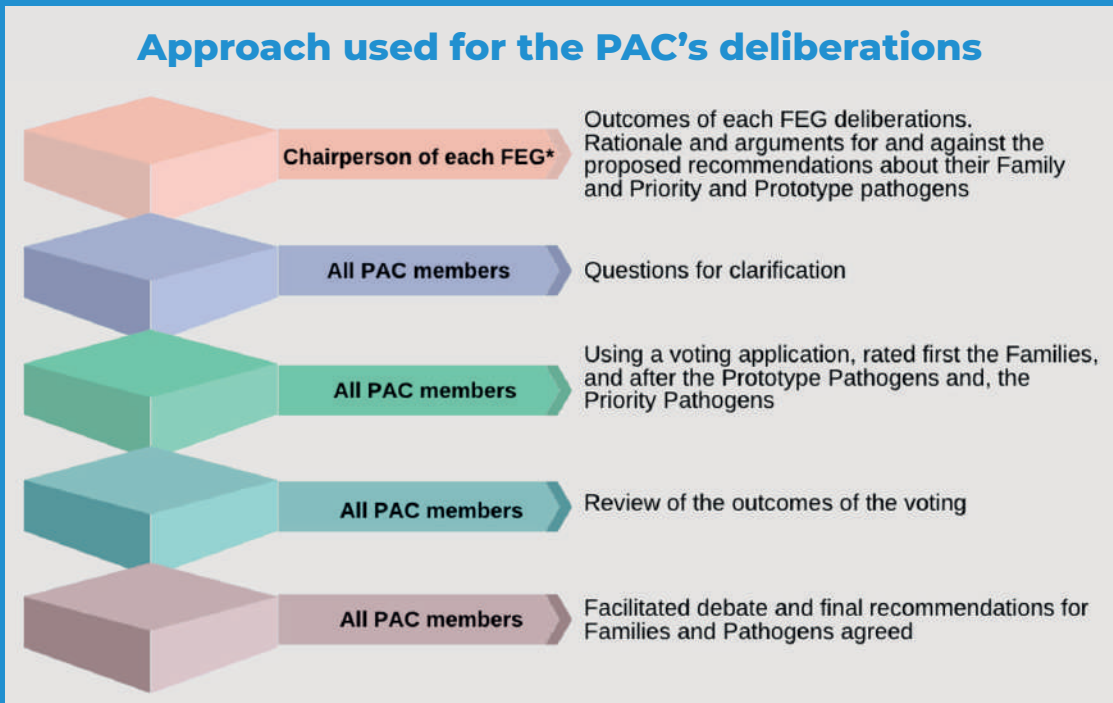 Approach used for the PAC’s deliberations
Chairperson of each FEG*
Outcomes of each FEG deliberations.
Rationale and arguments for and against the
proposed recommendations about their Family
and Priority and Prototype pathogens
All PAC members
Questions for clarification
All PAC members
Using a voting application, rated first the Families,
and after the Prototype Pathogens and, the
Priority Pathogens
All PAC members
Review of the outcomes of the voting
All PAC members
Facilitated debate and final recommendations for
Families and Pathogens agreed